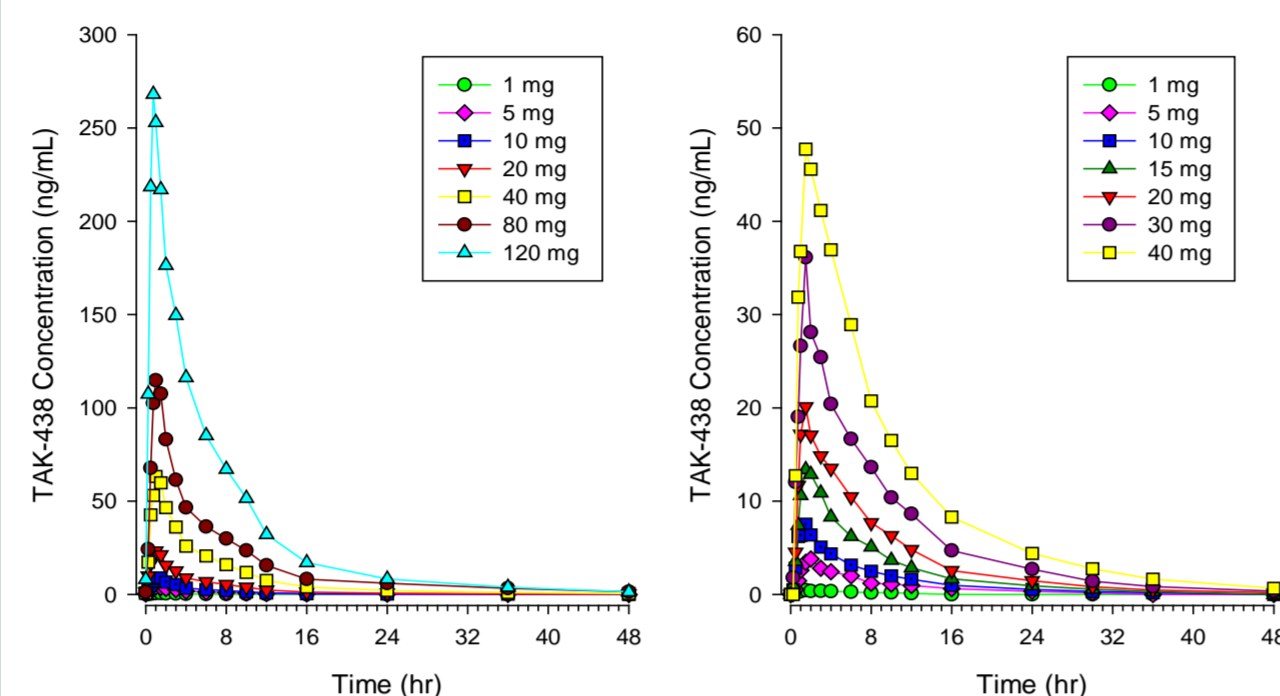 300
250
200
150
100
50
0
TAK-438 Concentration (ng/mL)
1 mg
5 mg
10 mg
20 mg
40 mg
80 mg
120 mg
0 8 16 24 32 40 48
Time (hr)
60
50
40
30
20
10
0
TAK-438 Concentration (ng/mL)
1 mg
5 mg
10 mg
15 mg
20 mg
30 mg
40 mg
0 8 16 24 32 40 48
Time (hr)